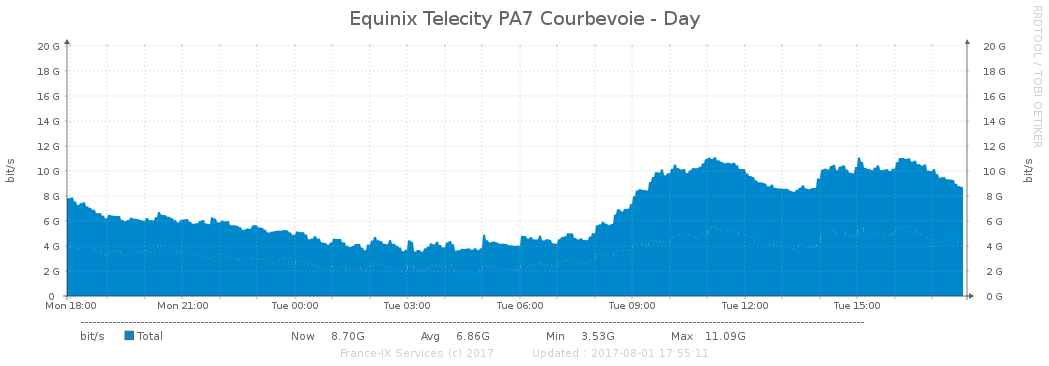 Equinix Telecity PA7 Courbevoie - Day
RRDTOOL / TOBI OETIKER
bit/s
bit/s
20 G 20 G
18 G 18 G
16 G 16 G
14 G 14 G
12 G 12 G
10 G 10 G
8 G 8 G
6 G 6 G
4 G 4 G
2 G 2 G
0 0 G
Mon 18:00 Mon 21:00 Tue 00:00 Tue 03:00 Tue 06:00 Tue 09:00 Tue 12:00 Tue 15:00
bit/s Total Now 8.70G Avg 6.86G Min 3.53G Max 11.09G
France-IX Services (c) 2017 Updated : 2017-08-01 17:55:11